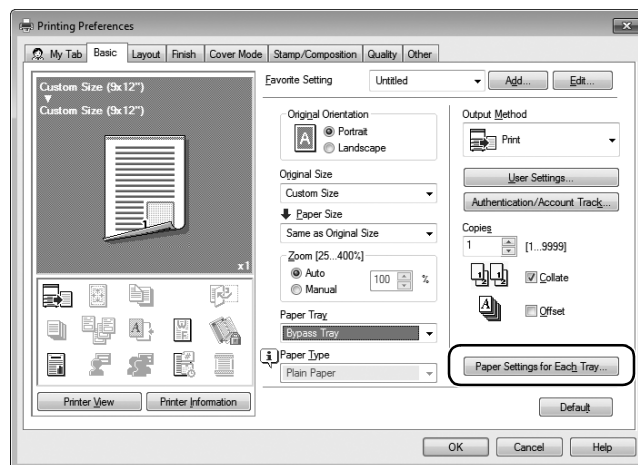 Printing Preferences
My Tab Basic Layout Finish Cover Mode Stamp/Composition Quality Other
Custom Size (9x12")
Custom Size (9x12")
1
x1
Printer View Printer Information
Favorite Setting Untitled Add... Edit...
Original Orientation
A Portrait
Landscape
Original Size
Custom Size
Paper Size
Same as Original Size
Zoom [25...400%]
Auto
Manual
100 %
Paper Tray
Bypass Tray
Paper Type
Plain Paper
Output Method
Print
User Settings...
Authentication/Account Track...
Copies
1 [1..9999]
Collate
Offset
Paper Settings for Each Tray...
Default
OK Cancel Help